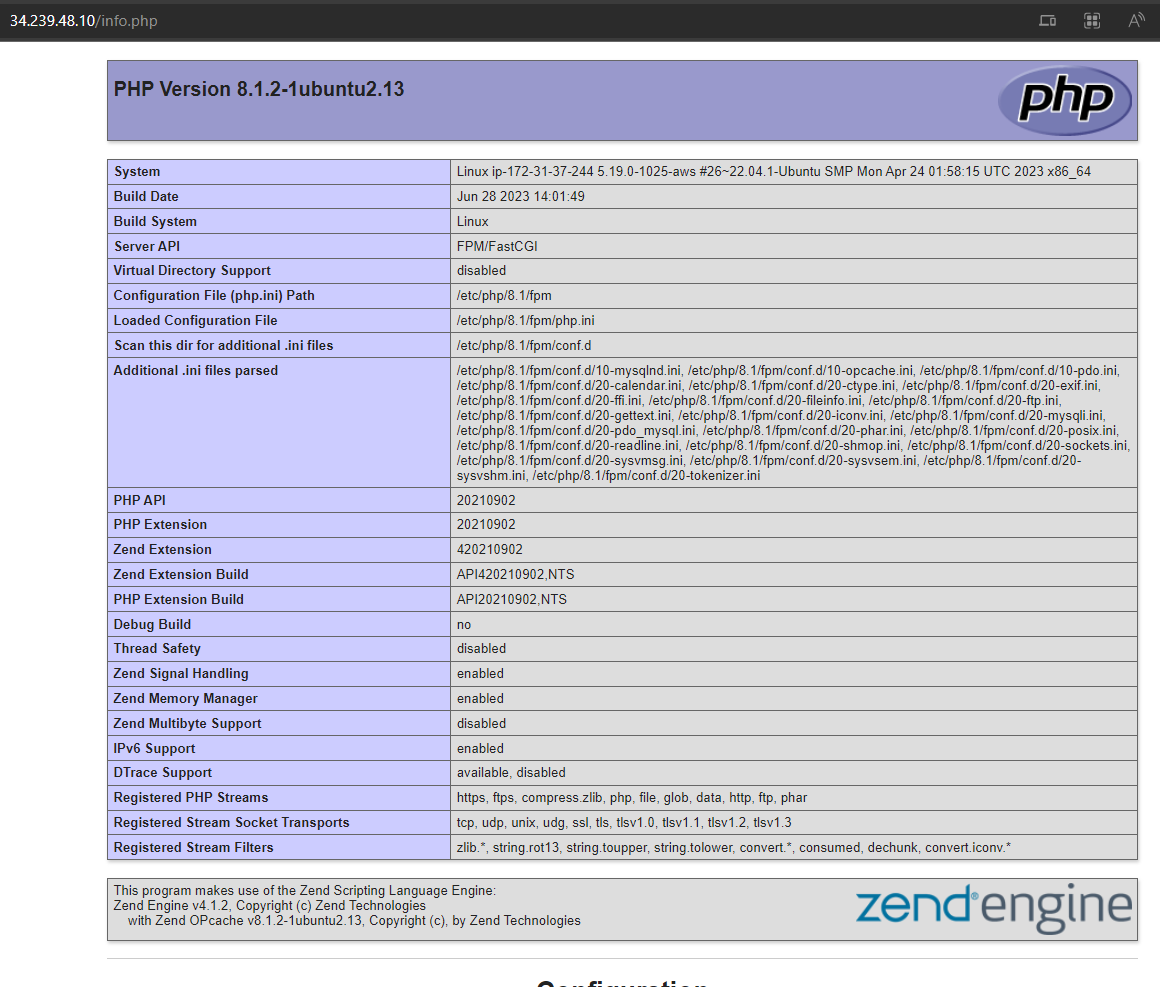 34.239.48.10/info.php
PHP Version 8.1.2-1ubuntu2.13
php
System Linux ip-172-31-37-244 5.19.0-1025-aws #26~22.04.1-Ubuntu SMP Mon Apr 24 01:58:15 UTC 2023 x86_64
Build Date Jun 28 2023 14:01:49
Build System Linux
Server API FPM/FastCGI
Virtual Directory Support disabled
Configuration File (php.ini) Path /etc/php/8.1/fpm
Loaded Configuration File /etc/php/8.1/fpm/php.ini
Scan this dir for additional .ini files /etc/php/8.1/fpm/conf.d
Additional .ini files parsed /etc/php/8.1/fpm/conf.d/10-mysqlnd.ini, /etc/php/8.1/fpm/conf.d/10-opcache.ini, /etc/php/8.1/fpm/conf.d/10-pdo.ini,
/etc/php/8.1/fpm/conf.d/20-calendar.ini, /etc/php/8.1/fpm/conf.d/20-ctype.ini, /etc/php/8.1/fpm/conf.d/20-exif.ini,
/etc/php/8.1/fpm/conf.d/20-ffi.ini, /etc/php/8.1/fpm/conf.d/20-fileinfo.ini, /etc/php/8.1/fpm/conf.d/20-ftp.ini,
/etc/php/8.1/fpm/conf.d/20-gettext.ini, /etc/php/8.1/fpm/conf.d/20-iconv.ini, /etc/php/8.1/fpm/conf.d/20-mysqli.ini,
/etc/php/8.1/fpm/conf.d/20-pdo_mysql.ini, /etc/php/8.1/fpm/conf.d/20-phar.ini, /etc/php/8.1/fpm/conf.d/20-posix.ini,
/etc/php/8.1/fpm/conf.d/20-readline.ini, /etc/php/8.1/fpm/conf.d/20-shmop.ini, /etc/php/8.1/fpm/conf.d/20-sockets.ini,
/etc/php/8.1/fpm/conf.d/20-sysvmsg.ini, /etc/php/8.1/fpm/conf.d/20-sysvsem.ini, /etc/php/8.1/fpm/conf.d/20-
sysvshm.ini, /etc/php/8.1/fpm/conf.d/20-tokenizer.ini
PHP API 20210902
PHP Extension 20210902
Zend Extension 420210902
Zend Extension Build API420210902,NTS
PHP Extension Build API20210902,NTS
Debug Build no
Thread Safety disabled
Zend Signal Handling enabled
Zend Memory Manager enabled
Zend Multibyte Support disabled
IPv6 Support enabled
DTrace Support available, disabled
Registered PHP Streams https, ftps, compress.zlib, php, file, glob, data, http, ftp, phar
Registered Stream Socket Transports tcp, udp, unix, udg, ssl, tls, tlsv1.0, tlsv1.1, tlsv1.2, tlsv1.3
Registered Stream Filters zlib.*, string.rot13, string.toupper, string.tolower, convert.*, consumed, dechunk, convert.iconv.*
This program makes use of the Zend Scripting Language Engine:
Zend Engine v4.1.2, Copyright (c) Zend Technologies
with Zend OPcache v8.1.2-1ubuntu2.13, Copyright (c), by Zend Technologies
zend engine
Configuration